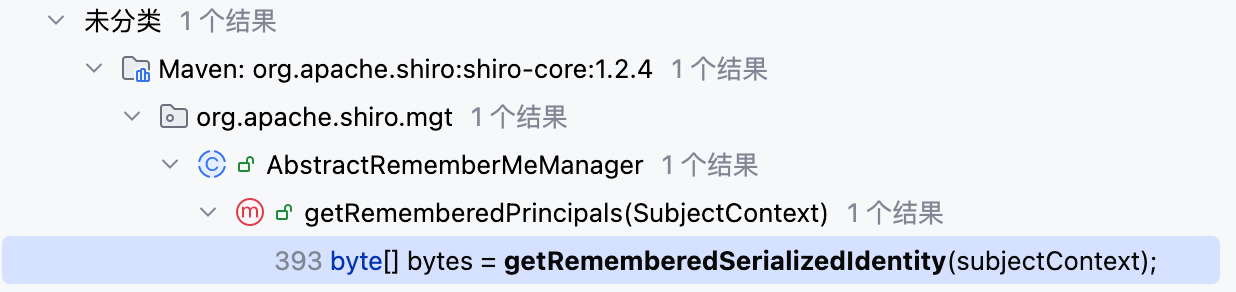 未分类 1 个结果
Maven: org.apache.shiro:shiro-core:1.2.4 1 个结果
org.apache.shiro.mgt 1 个结果
C AbstractRememberMeManager 1 个结果
m getRememberedPrincipals(SubjectContext) 1 个结果
393 byte[] bytes = getRememberedSerializedIdentity(subjectContext);